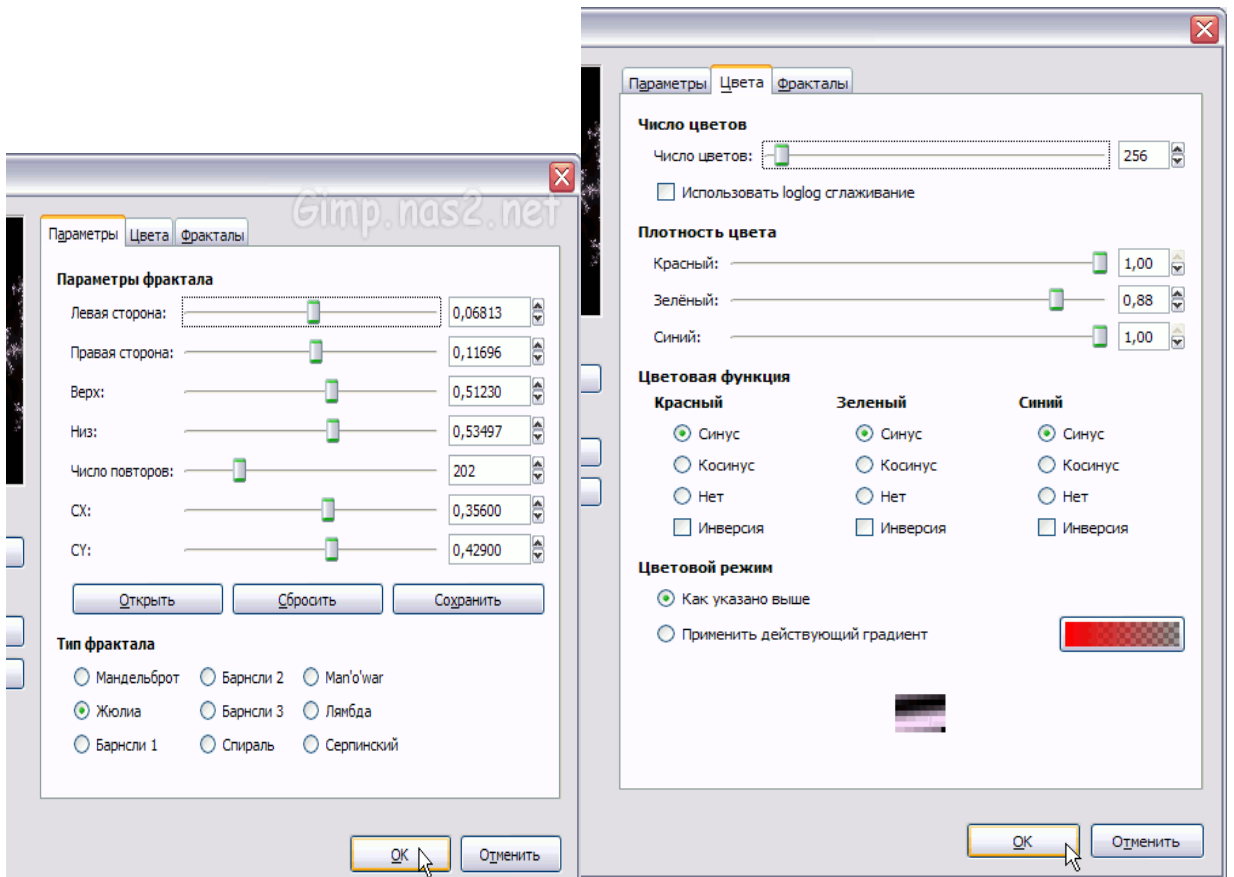 Gimp.nas2.net
Параметры Цвета Фракталы
Параметры фрактала
Левая сторона: 0,06813
Правая сторона: 0,11696
Верх: 0,51230
Низ: 0,53497
Число повторов: 202
CX: 0,35600
CY: 0,42900
Открыть Сбросить Сохранить
Тип фрактала
Мандельброт Барнсли 2 Man'o'war
Жюлиа Барнсли 3 Лямбда
Барнсли 1 Спираль Серпинский
OK Отменить
Параметры Цвета Фракталы
Число цветов
Число цветов: 256
Использовать loglog сглаживание
Плотность цвета
Красный: 1,00
Зелёный: 0,88
Синий: 1,00
Цветовая функция
Красный Зеленый Синий
Синус Синус Синус
Косинус Косинус Косинус
Нет Нет Нет
Инверсия Инверсия Инверсия
Цветовой режим
Как указано выше
Применить действующий градиент
OK Отменить